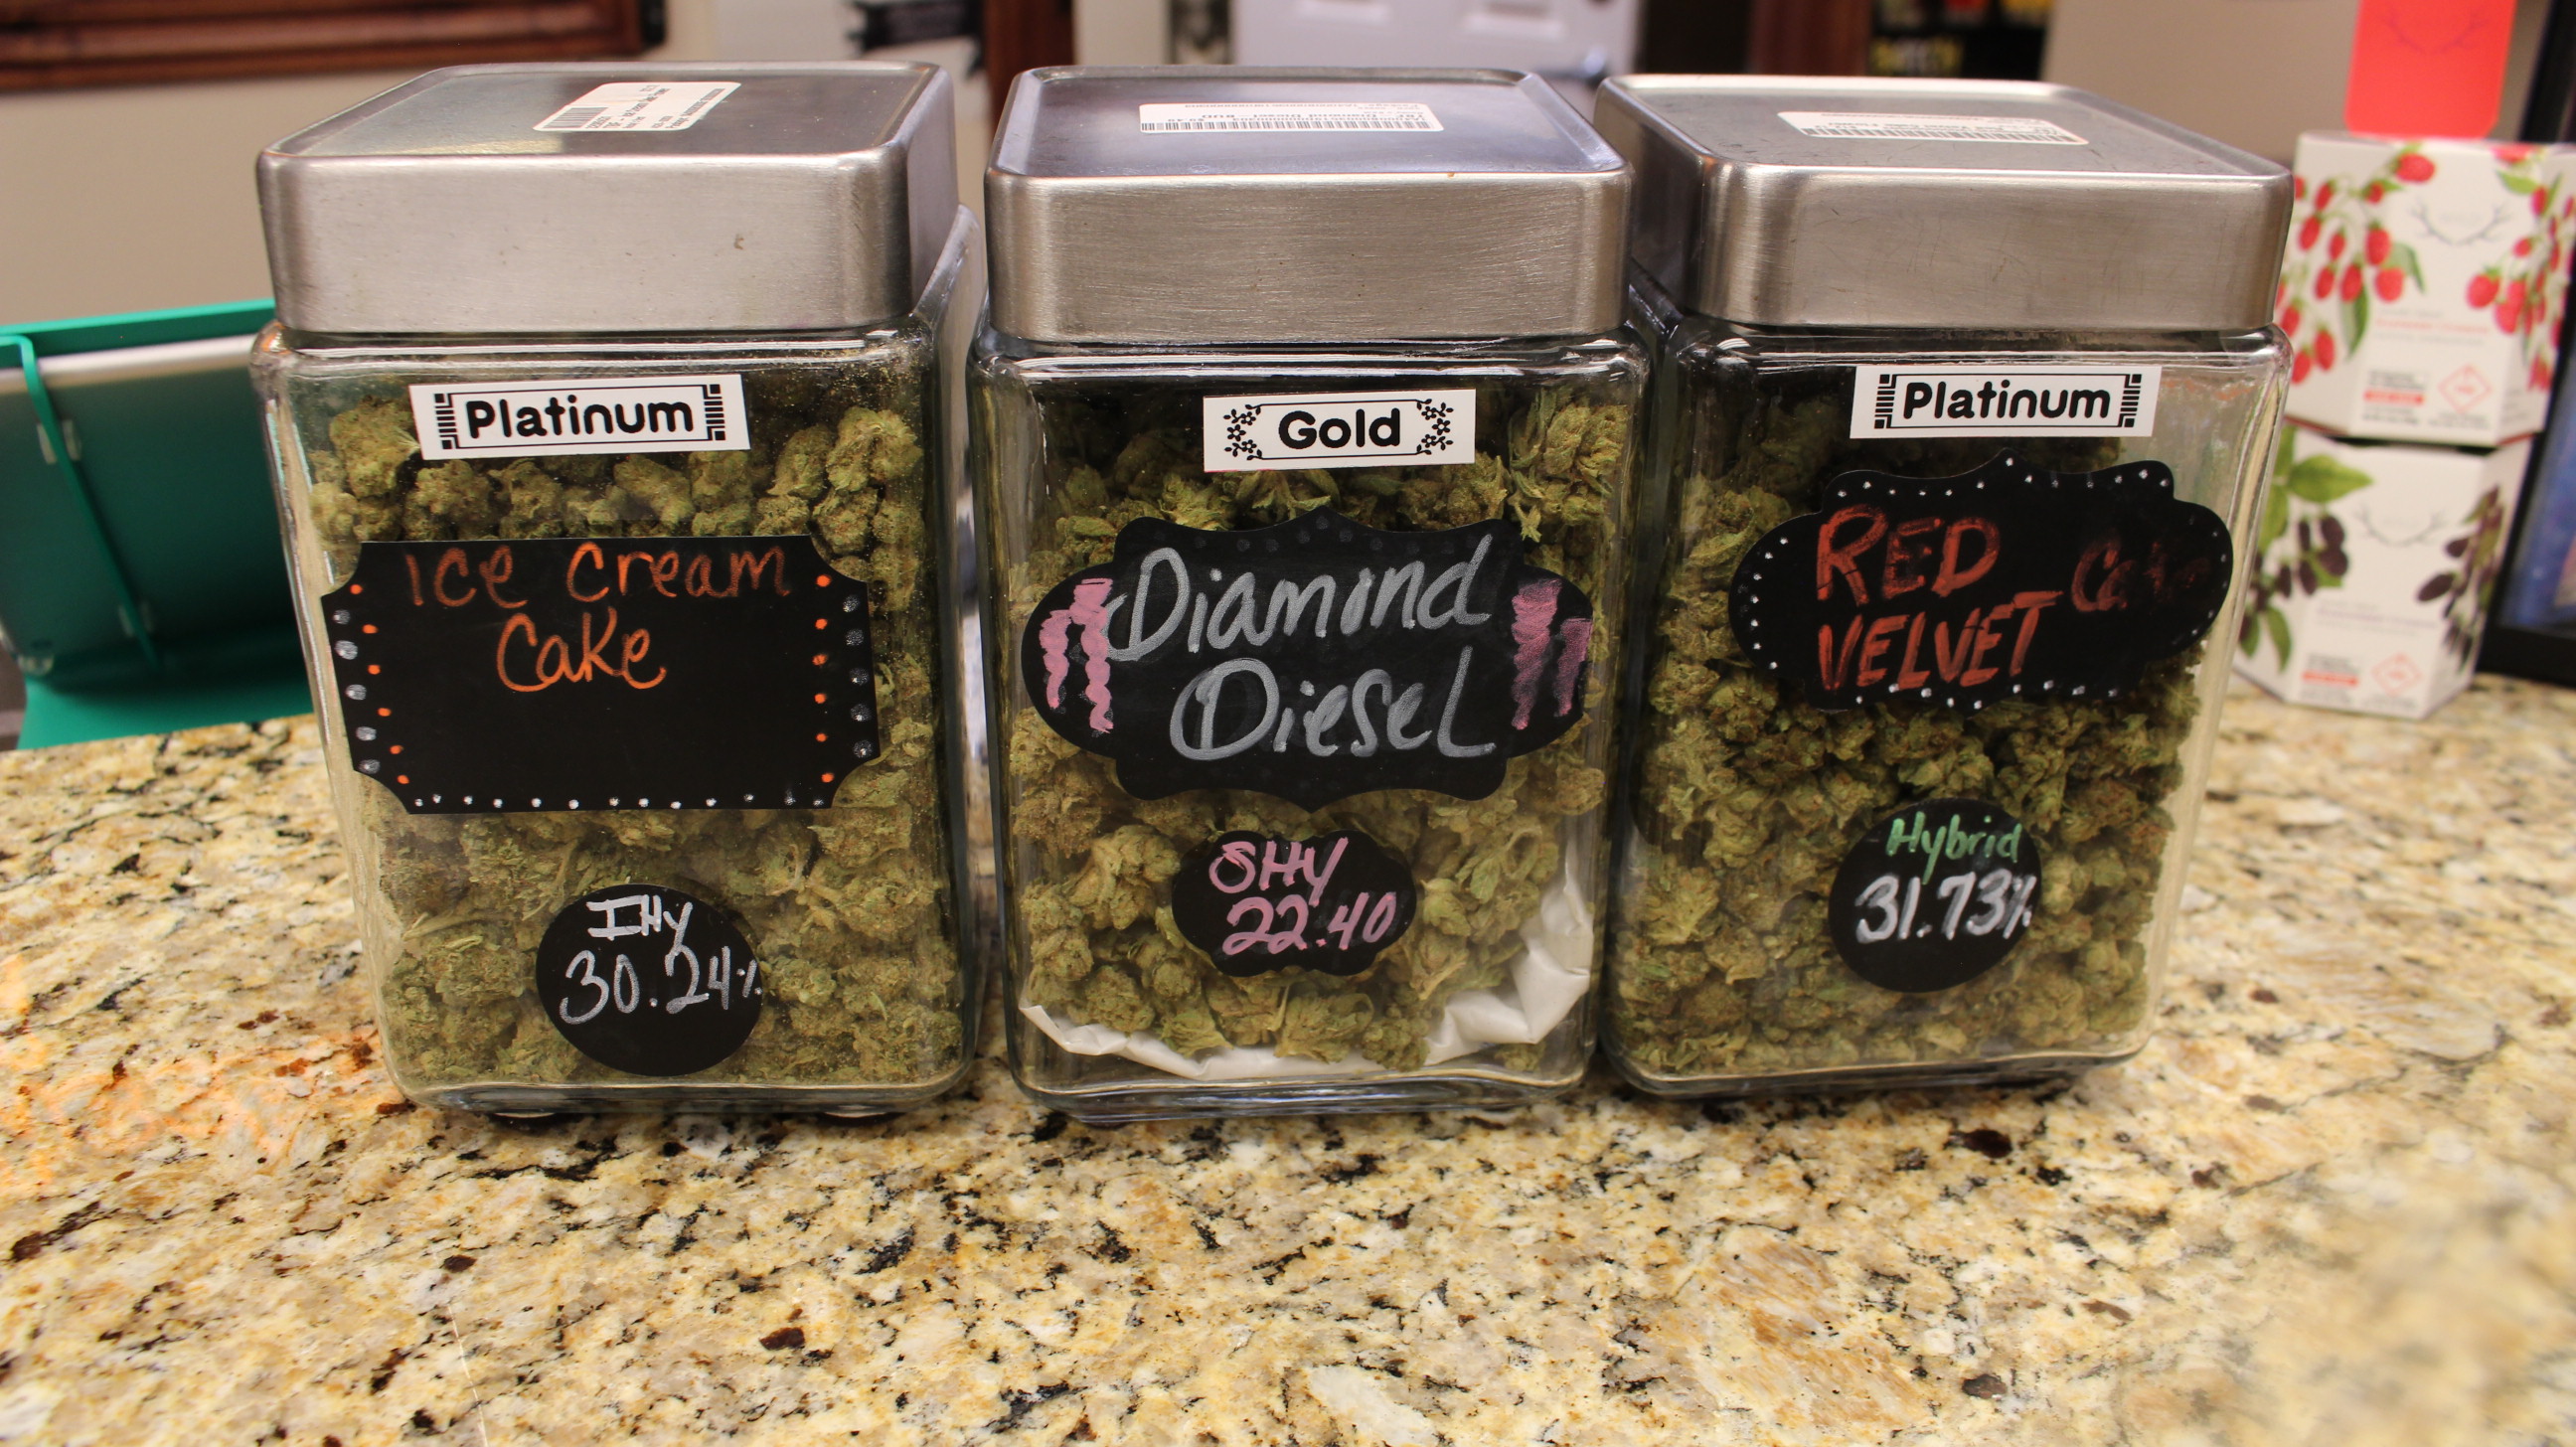 Platinum
Ice Cream
Cake
IHy
30.24%
Gold
Diamond
Diesel
SHY
22.40
Platinum
RED
VELVET Cake
Hybrid
31.73%